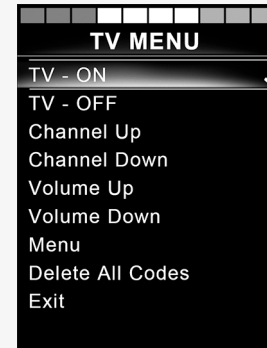 TV MENU
TV - ON
TV - OFF
Channel Up
Channel Down
Volume Up
Volume Down
Menu
Delete All Codes
Exit